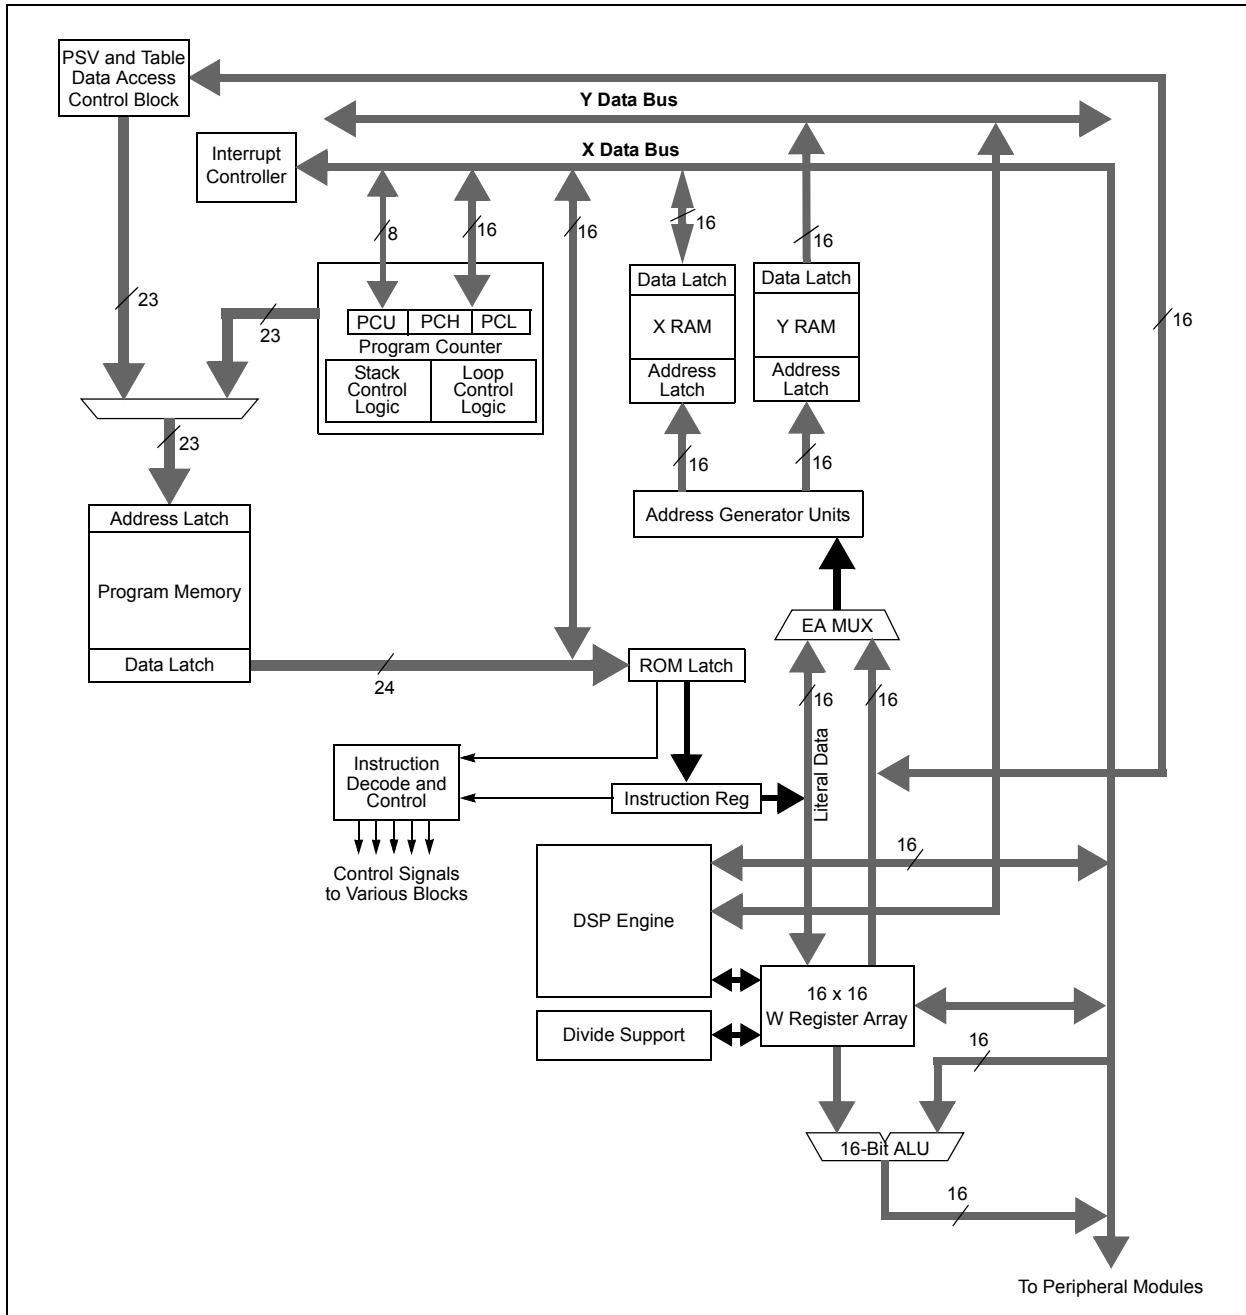 PSV and Table
Data Access
Control Block
Y Data Bus
Interrupt
Controller
X Data Bus
8
16
16
16
16
23
23
16
Data Latch
X RAM
Address
Latch
Data Latch
Y RAM
Address
Latch
PCU
PCH
PCL
Program Counter
Stack
Control
Logic
Loop
Control
Logic
23
16
16
Address Latch
Program Memory
Data Latch
Address Generator Units
EA MUX
24
ROM Latch
16
16
Literal Data
Instruction
Decode and
Control
Instruction Reg
Control Signals
to Various Blocks
16
DSP Engine
16 x 16
W Register Array
Divide Support
16
16-Bit ALU
16
To Peripheral Modules